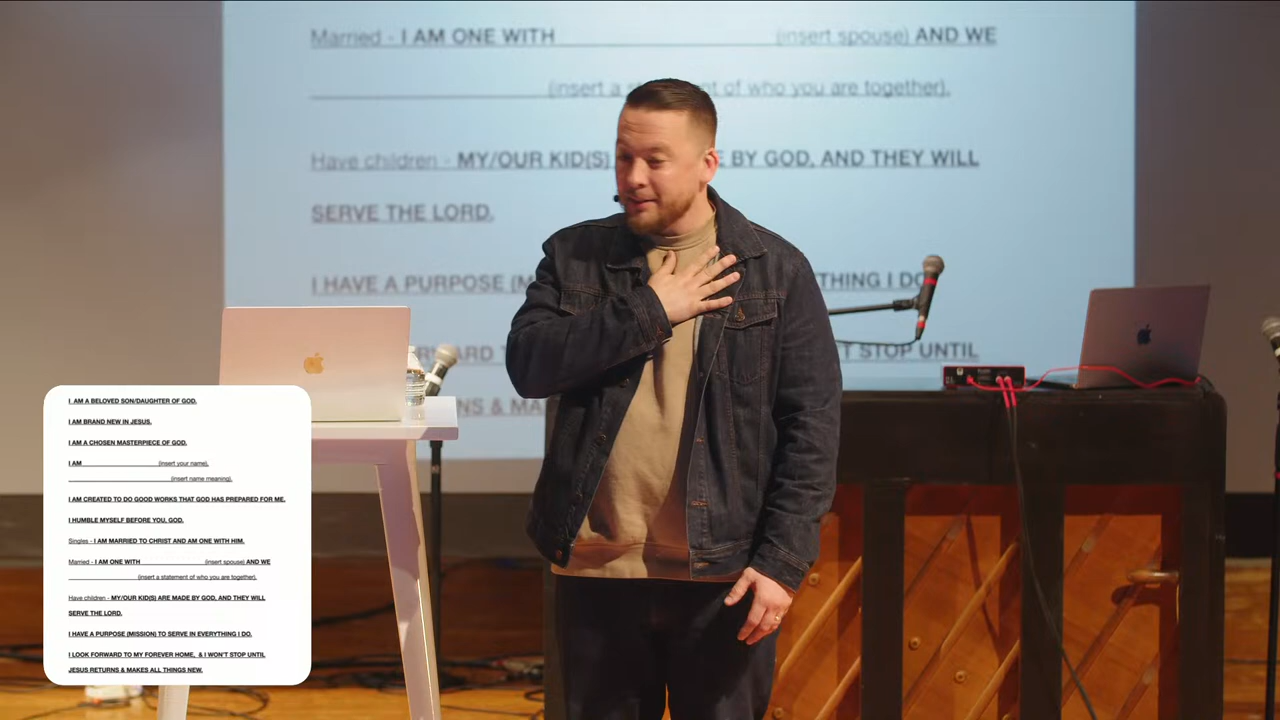 Married - I AM ONE WITH (insert spouse) AND WE
(insert a statement of who you are together).
Have children - MY/OUR KID(S) E BY GOD, AND THEY WILL
SERVE THE LORD.
I HAVE A PURPOSE (M THING I DO.
RD T 'T STOP UNTIL
NS & MA
I AM A BELOVED SON/DAUGHTER OF GOD.
I AM BRAND NEW IN JESUS.
I AM A CHOSEN MASTERPIECE OF GOD.
I AM (insert your name),
(insert name meaning).
I AM CREATED TO DO GOOD WORKS THAT GOD HAS PREPARED FOR ME.
I HUMBLE MYSELF BEFORE YOU, GOD.
Singles - I AM MARRIED TO CHRIST AND AM ONE WITH HIM.
Married - I AM ONE WITH (insert spouse) AND WE
(insert a statement of who you are together).
Have children - MY/OUR KID(S) ARE MADE BY GOD, AND THEY WILL
SERVE THE LORD.
I HAVE A PURPOSE (MISSION) TO SERVE IN EVERYTHING I DO.
I LOOK FORWARD TO MY FOREVER HOME, & I WON'T STOP UNTIL
JESUS RETURNS & MAKES ALL THINGS NEW.